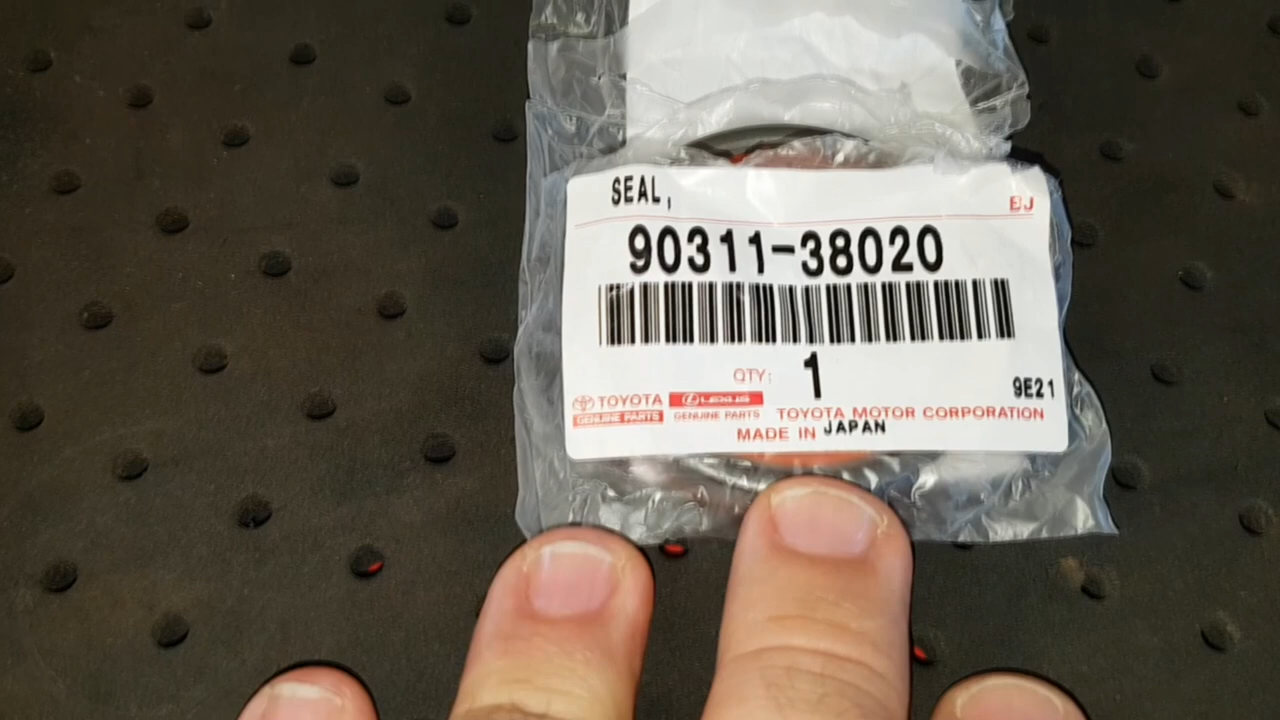 SEAL,
BJ
90311-38020
QTY: 1
9E21
TOYOTA
GENUINE PARTS
LEXUS
GENUINE PARTS
TOYOTA MOTOR CORPORATION
MADE IN JAPAN